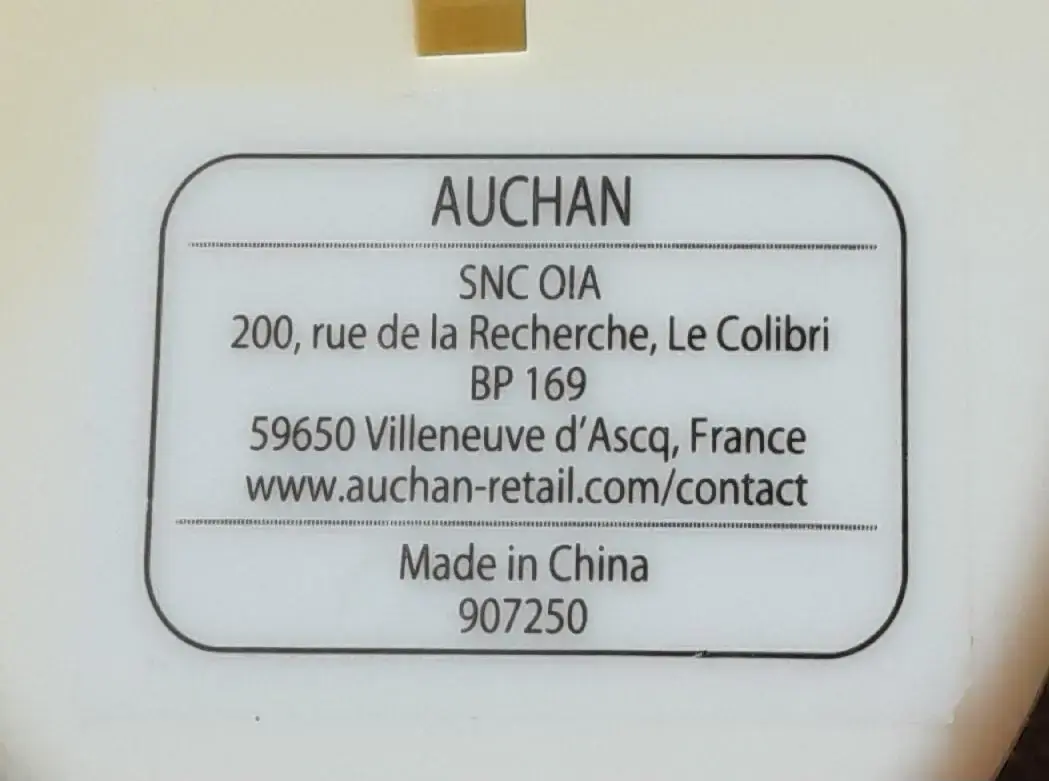 AUCHAN
SNC OIA
200, rue de la Recherche, Le Colibri
BP 169
59650 Villeneuve d’Ascq, France
www.auchan-retail.com/contact
Made in China
907250